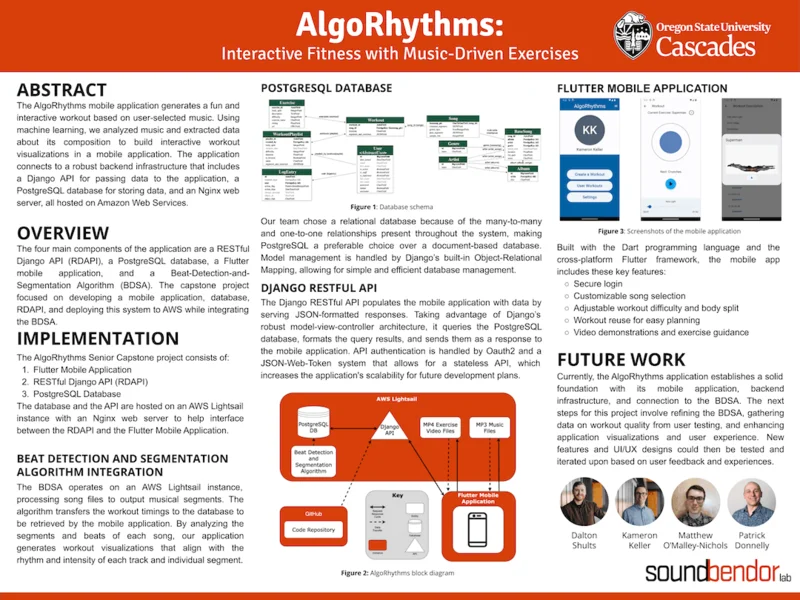 AlgoRhythms:
Interactive Fitness with Music-Driven Exercises
Oregon State University
Cascades
ABSTRACT
The AlgoRhythms mobile application generates a fun and
interactive workout based on user-selected music. Using
machine learning, we analyzed music and extracted data
about its composition to build interactive workout
visualizations in a mobile application. The application
connects to a robust backend infrastructure that includes
a Django API for passing data to the application, a
PostgreSQL database for storing data, and an Nginx web
server, all hosted on Amazon Web Services.
OVERVIEW
The four main components of the application are a RESTful
Django API (RDAPI), a PostgreSQL database, a Flutter
mobile application, and a Beat-Detection-and-
Segmentation Algorithm (BDSA). The capstone project
focused on developing a mobile application, database,
RDAPI, and deploying this system to AWS while integrating
the BDSA.
IMPLEMENTATION
The AlgoRhythms Senior Capstone project consists of:
1. Flutter Mobile Application
2. RESTful Django API (RDAPI)
3. PostgreSQL Database
The database and the API are hosted on an AWS Lightsail
instance with an Nginx web server to help interface
between the RDAPI and the Flutter Mobile Application.
BEAT DETECTION AND SEGMENTATION
ALGORITHM INTEGRATION
The BDSA operates on an AWS Lightsail instance,
processing song files to output musical segments. The
algorithm transfers the workout timings to the database to
be retrieved by the mobile application. By analyzing the
segments and beats of each song, our application
generates workout visualizations that align with the
rhythm and intensity of each track and individual segment.
POSTGRESQL DATABASE
Exercise
Workout
Song
WorkoutPlaylist
User
Genre
BaseSong
Artist
LogEntry
Album
Figure 1: Database schema
Our team chose a relational database because of the many-to-many
and one-to-one relationships present throughout the system, making
PostgreSQL a preferable choice over a document-based database.
Model management is handled by Django's built-in Object-Relational
Mapping, allowing for simple and efficient database management.
DJANGO RESTFUL API
The Django RESTful API populates the mobile application with data by
serving JSON-formatted responses. Taking advantage of Django's
robust model-view-controller architecture, it queries the PostgreSQL
database, formats the query results, and sends them as a response to
the mobile application. API authentication is handled by Oauth2 and a
JSON-Web-Token system that allows for a stateless API, which
increases the application's scalability for future development plans.
AWS Lightsail
PostgreSQL
DB
Django
API
MP4 Exercise
Video Files
MP3 Music
Files
Beat Detection
and
Segmentation
Algorithm
Key
GitHub
Code Repository
Flutter Mobile
Application
Figure 2: AlgoRhythms block diagram
FLUTTER MOBILE APPLICATION
AlgoRhythms
KK
Kameron Keller
Create a Workout
User Workouts
Settings
Workout
Superman
Figure 3: Screenshots of the mobile application
Built with the Dart programming language and the
cross-platform Flutter framework, the mobile app
includes these key features:
○ Secure login
○ Customizable song selection
○ Adjustable workout difficulty and body split
○ Workout reuse for easy planning
○ Video demonstrations and exercise guidance
FUTURE WORK
Currently, the AlgoRhythms application establishes a solid
foundation with its mobile application, backend
infrastructure, and connection to the BDSA. The next
steps for this project involve refining the BDSA, gathering
data on workout quality from user testing, and enhancing
application visualizations and user experience. New
features and UI/UX designs could then be tested and
iterated upon based on user feedback and experiences.
Dalton
Shults
Kameron
Keller
Matthew
O'Malley-Nichols
Patrick
Donnelly
soundbendor lab